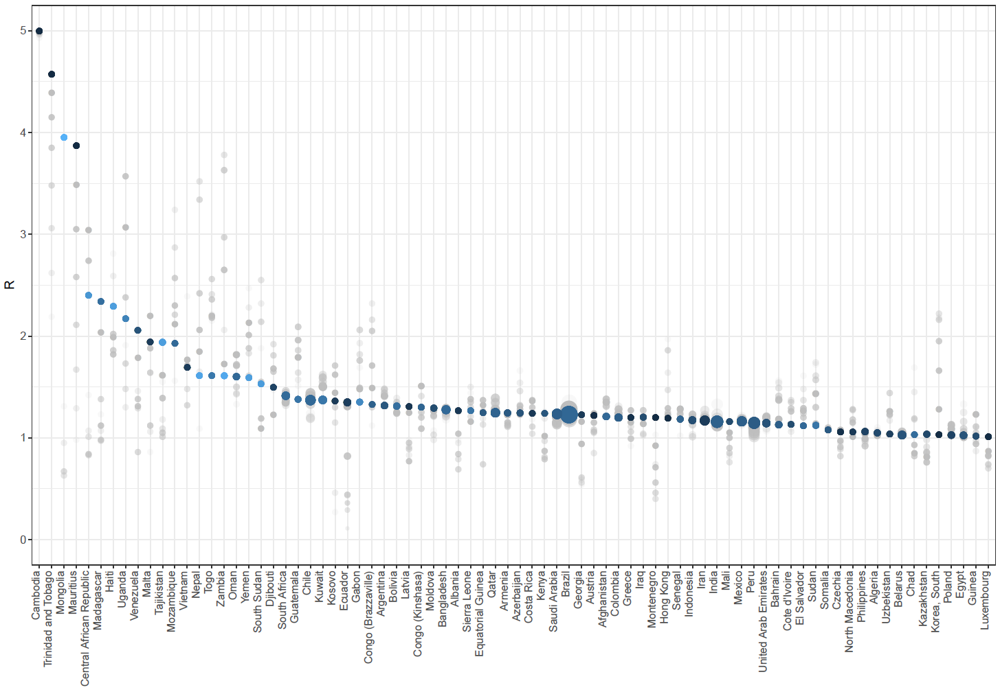 R
5
4
3
2
1
0
Cambodia
Trinidad and Tobago
Mongolia
Mauritius
Central African Republic
Madagascar
Haiti
Uganda
Venezuela
Malta
Tajikistan
Mozambique
Vietnam
Nepal
Togo
Zambia
Oman
Yemen
South Sudan
Djibouti
South Africa
Guatemala
Chile
Kuwait
Kosovo
Ecuador
Gabon
Congo (Brazzaville)
Argentina
Bolivia
Latvia
Congo (Kinshasa)
Moldova
Bangladesh
Albania
Sierra Leone
Equatorial Guinea
Qatar
Armenia
Azerbaijan
Costa Rica
Kenya
Saudi Arabia
Brazil
Georgia
Austria
Afghanistan
Colombia
Greece
Iraq
Montenegro
Hong Kong
Senegal
Indonesia
Iran
India
Mali
Mexico
Peru
United Arab Emirates
Bahrain
Cote d'Ivoire
El Salvador
Sudan
Somalia
Czechia
North Macedonia
Philippines
Algeria
Uzbekistan
Belarus
Chad
Kazakhstan
Korea, South
Poland
Egypt
Guinea
Luxembourg